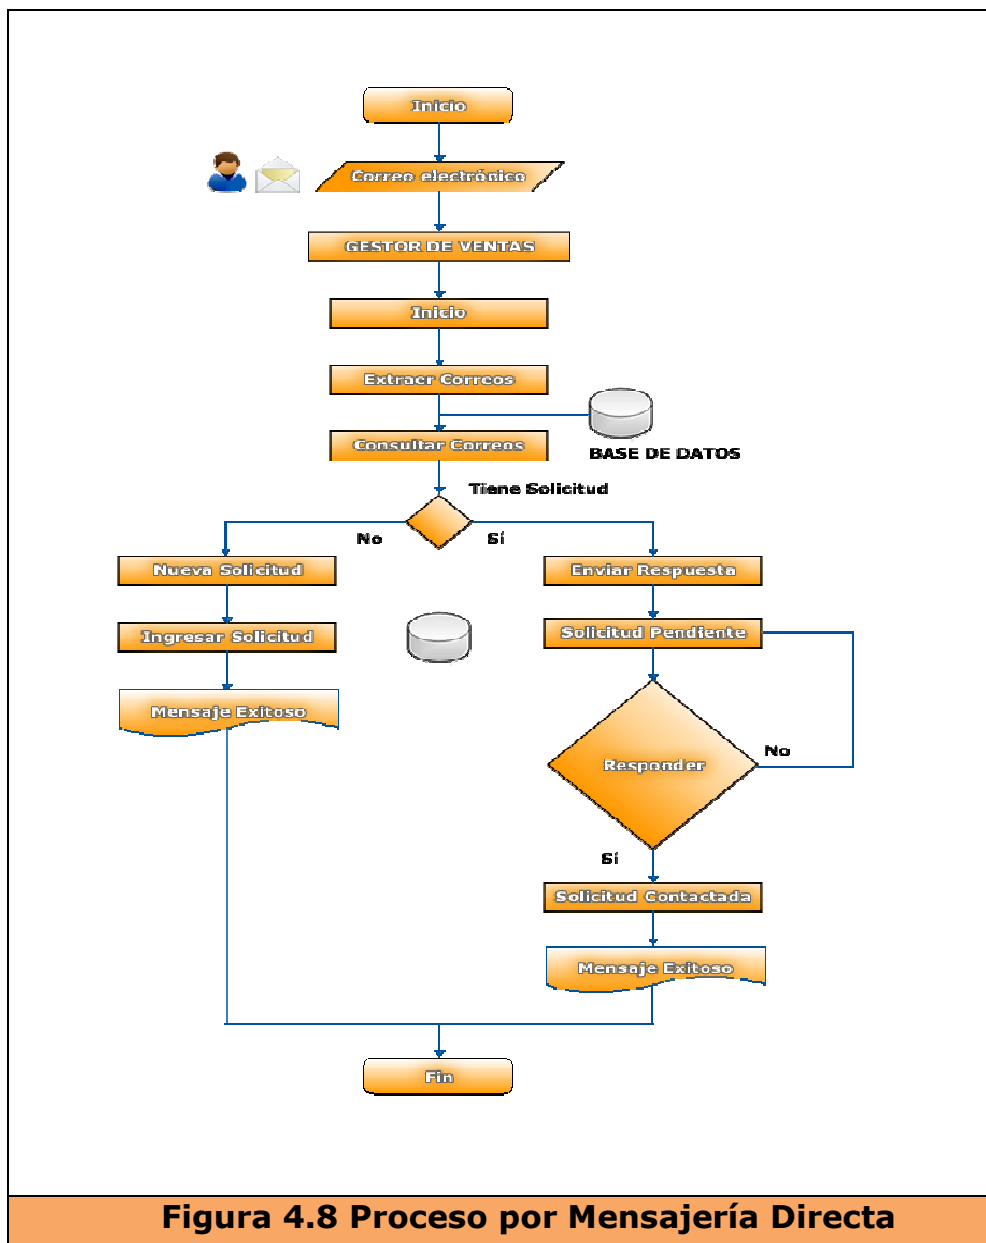 Inicio
Correo electrónico
GESTOR DE VENTAS
Inicio
Extraer Correos
Consultar Correos
BASE DE DATOS
Tiene Solicitud
No
Sí
Nueva Solicitud
Enviar Respuesta
Ingresar Solicitud
Solicitud Pendiente
Mensaje Exitoso
Responder
No
Sí
Solicitud Contactada
Mensaje Exitoso
Fin
Figura 4.8 Proceso por Mensajería Directa